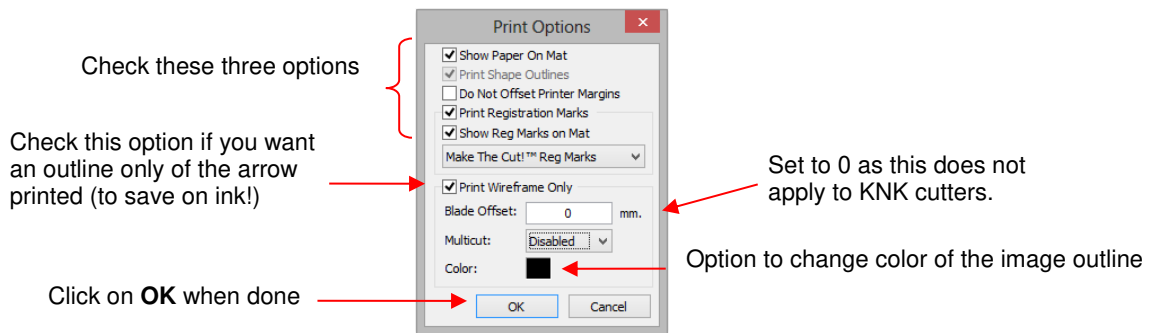 Print Options
Check these three options
Show Paper On Mat
Print Shape Outlines
Do Not Offset Printer Margins
Print Registration Marks
Show Reg Marks on Mat
Make The Cut!™ Reg Marks
Check this option if you want
an outline only of the arrow
printed (to save on ink!)
Print Wireframe Only
Blade Offset: 0 mm.
Set to 0 as this does not
apply to KNK cutters.
Multicut: Disabled
Color:
Option to change color of the image outline
Click on OK when done
OK Cancel